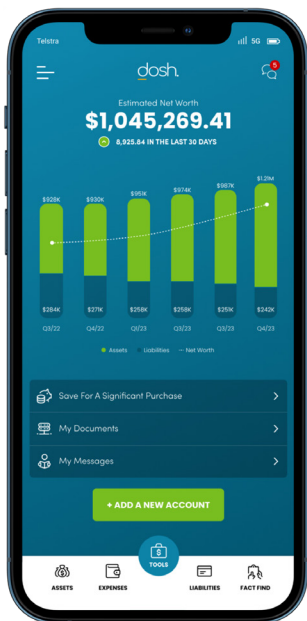 Telstra
5G
dosh.
5
Estimated Net Worth
$1,045,269.41
8,925.84 IN THE LAST 30 DAYS
$928K $930K $951K $974K $987K $1.21M
$284K $271K $258K $258K $251K $242K
Q3/22 Q4/22 Q1/23 Q3/23 Q3/23 Q4/23
Assets Liabilities Net Worth
Save For A Significant Purchase
My Documents
My Messages
+ ADD A NEW ACCOUNT
ASSETS EXPENSES TOOLS LIABILITIES FACT FIND